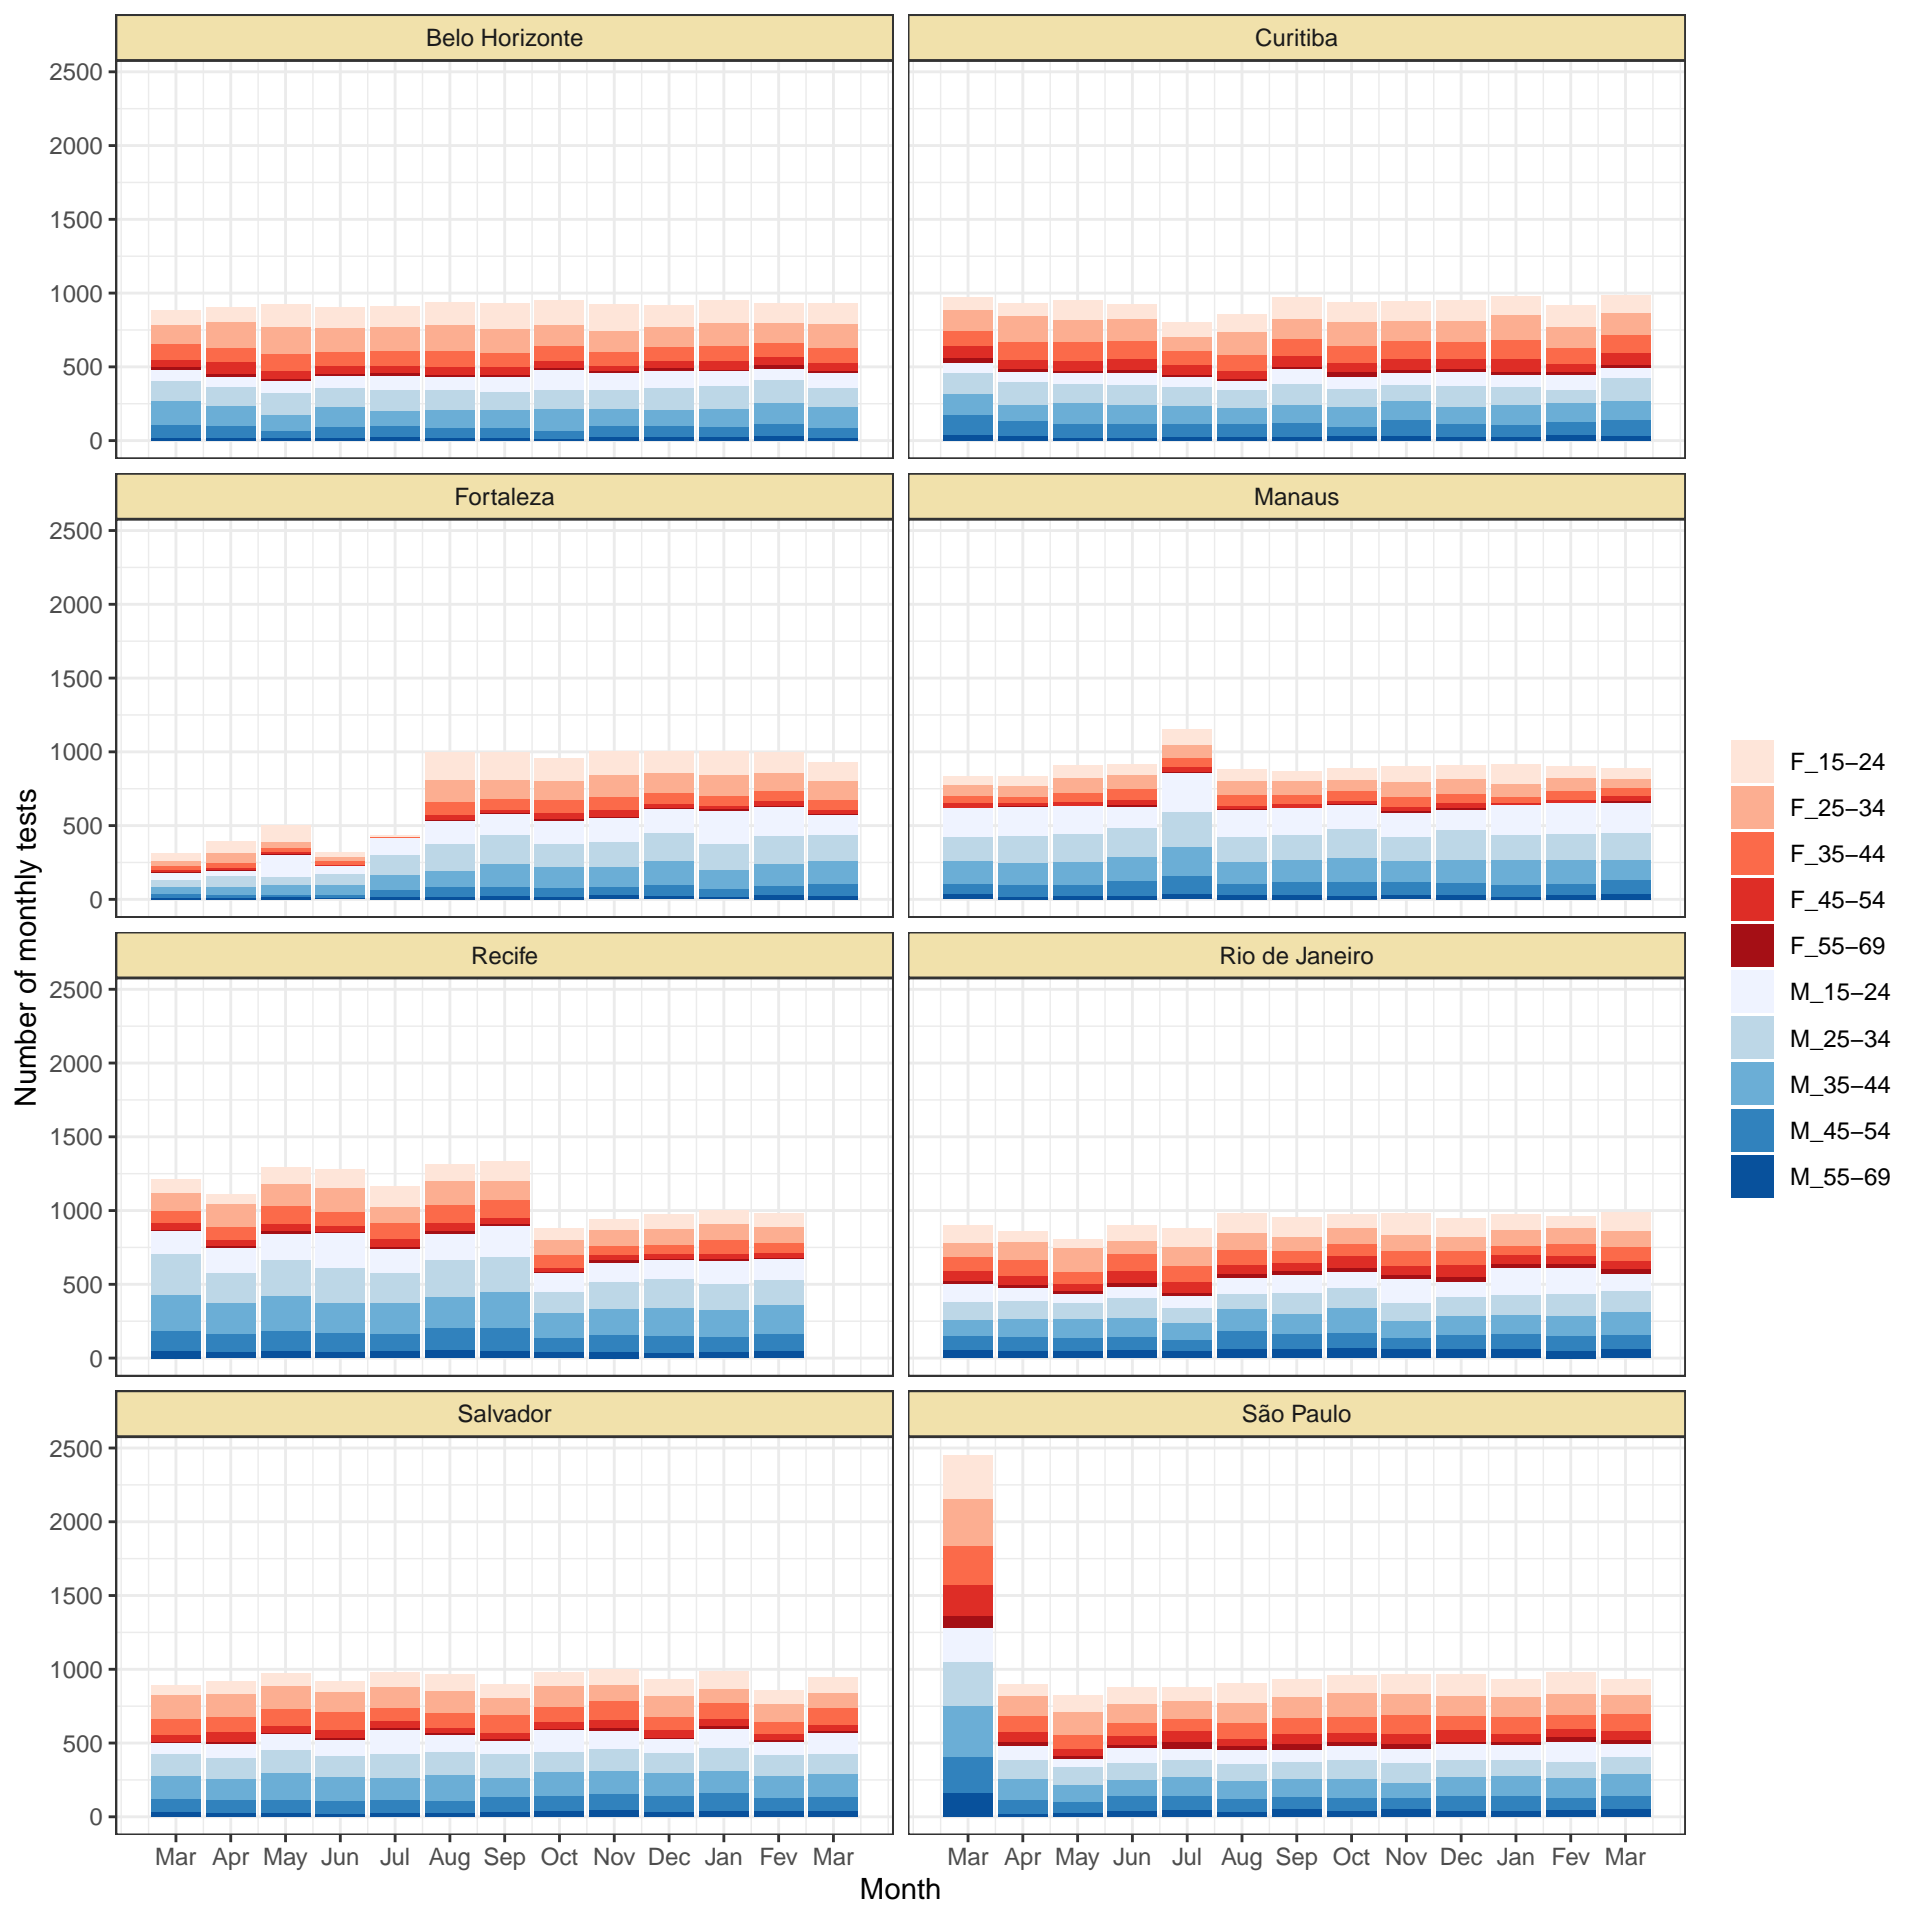 Belo Horizonte
Curitiba
2500
2000
1500
1000
500
0
Fortaleza
Manaus
2500
2000
1500
1000
500
0
Recife
Rio de Janeiro
2500
2000
1500
1000
500
0
Salvador
São Paulo
2500
2000
1500
1000
500
0
Mar Apr May Jun Jul Aug Sep Oct Nov Dec Jan Fev Mar
Mar Apr May Jun Jul Aug Sep Oct Nov Dec Jan Fev Mar
Month
Number of monthly tests
F_15−24
F_25−34
F_35−44
F_45−54
F_55−69
M_15−24
M_25−34
M_35−44
M_45−54
M_55−69